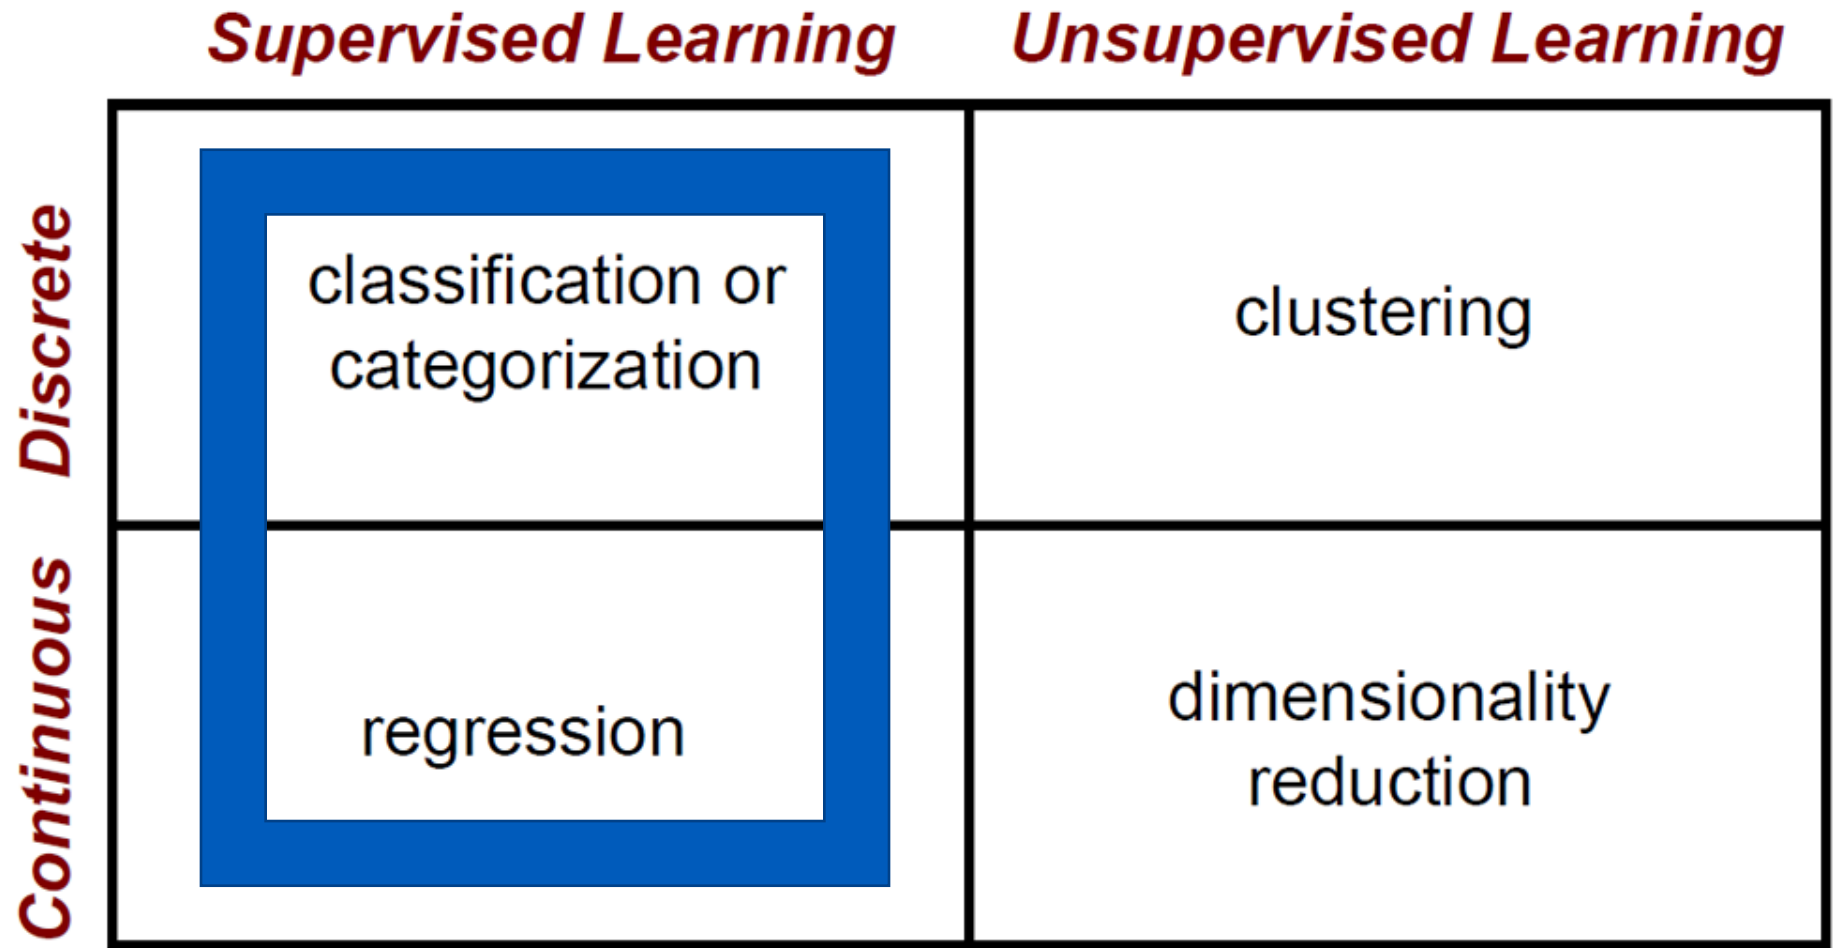 Supervised Learning
Unsupervised Learning
Discrete
classification or
categorization
clustering
Continuous
regression
dimensionality
reduction